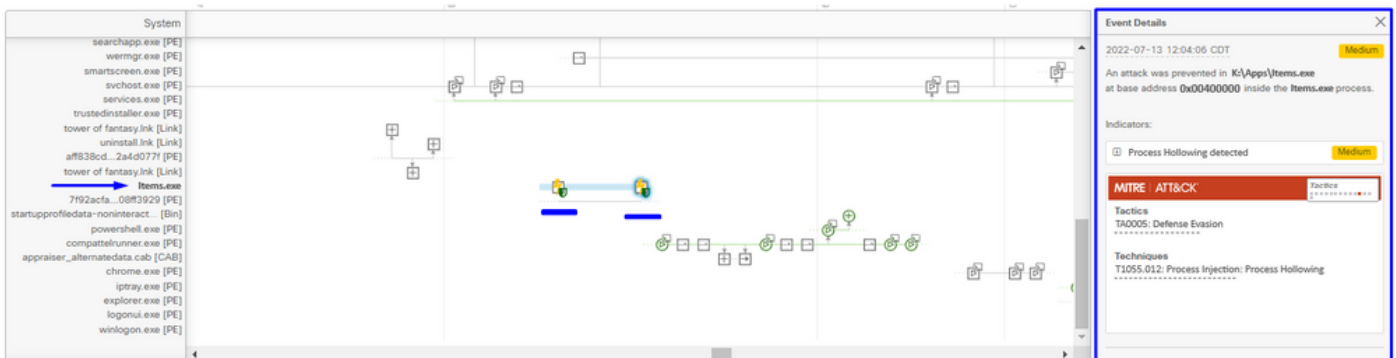 System
searchapp.exe [PE]
wermgr.exe [PE]
smartscreen.exe [PE]
svchost.exe [PE]
services.exe [PE]
trustedinstaller.exe [PE]
tower of fantasy.lnk [Link]
uninstall.lnk [Link]
aff838cd...2a4d077f [PE]
tower of fantasy.lnk [Link]
Items.exe
7f92acfa...08ff3929 [PE]
startupprofiledata-noninteract... [Bin]
powershell.exe [PE]
compattelrunner.exe [PE]
appraiser_alternatedata.cab [CAB]
chrome.exe [PE]
iptray.exe [PE]
explorer.exe [PE]
logonui.exe [PE]
winlogon.exe [PE]
Event Details
2022-07-13 12:04:06 CDT
Medium
An attack was prevented in K:\Apps\Items.exe
at base address 0x00400000 inside the Items.exe process.
Indicators:
Process Hollowing detected
Medium
MITRE | ATT&CK
Tactics
Tactics
TA0005: Defense Evasion
Techniques
T1055.012: Process Injection: Process Hollowing